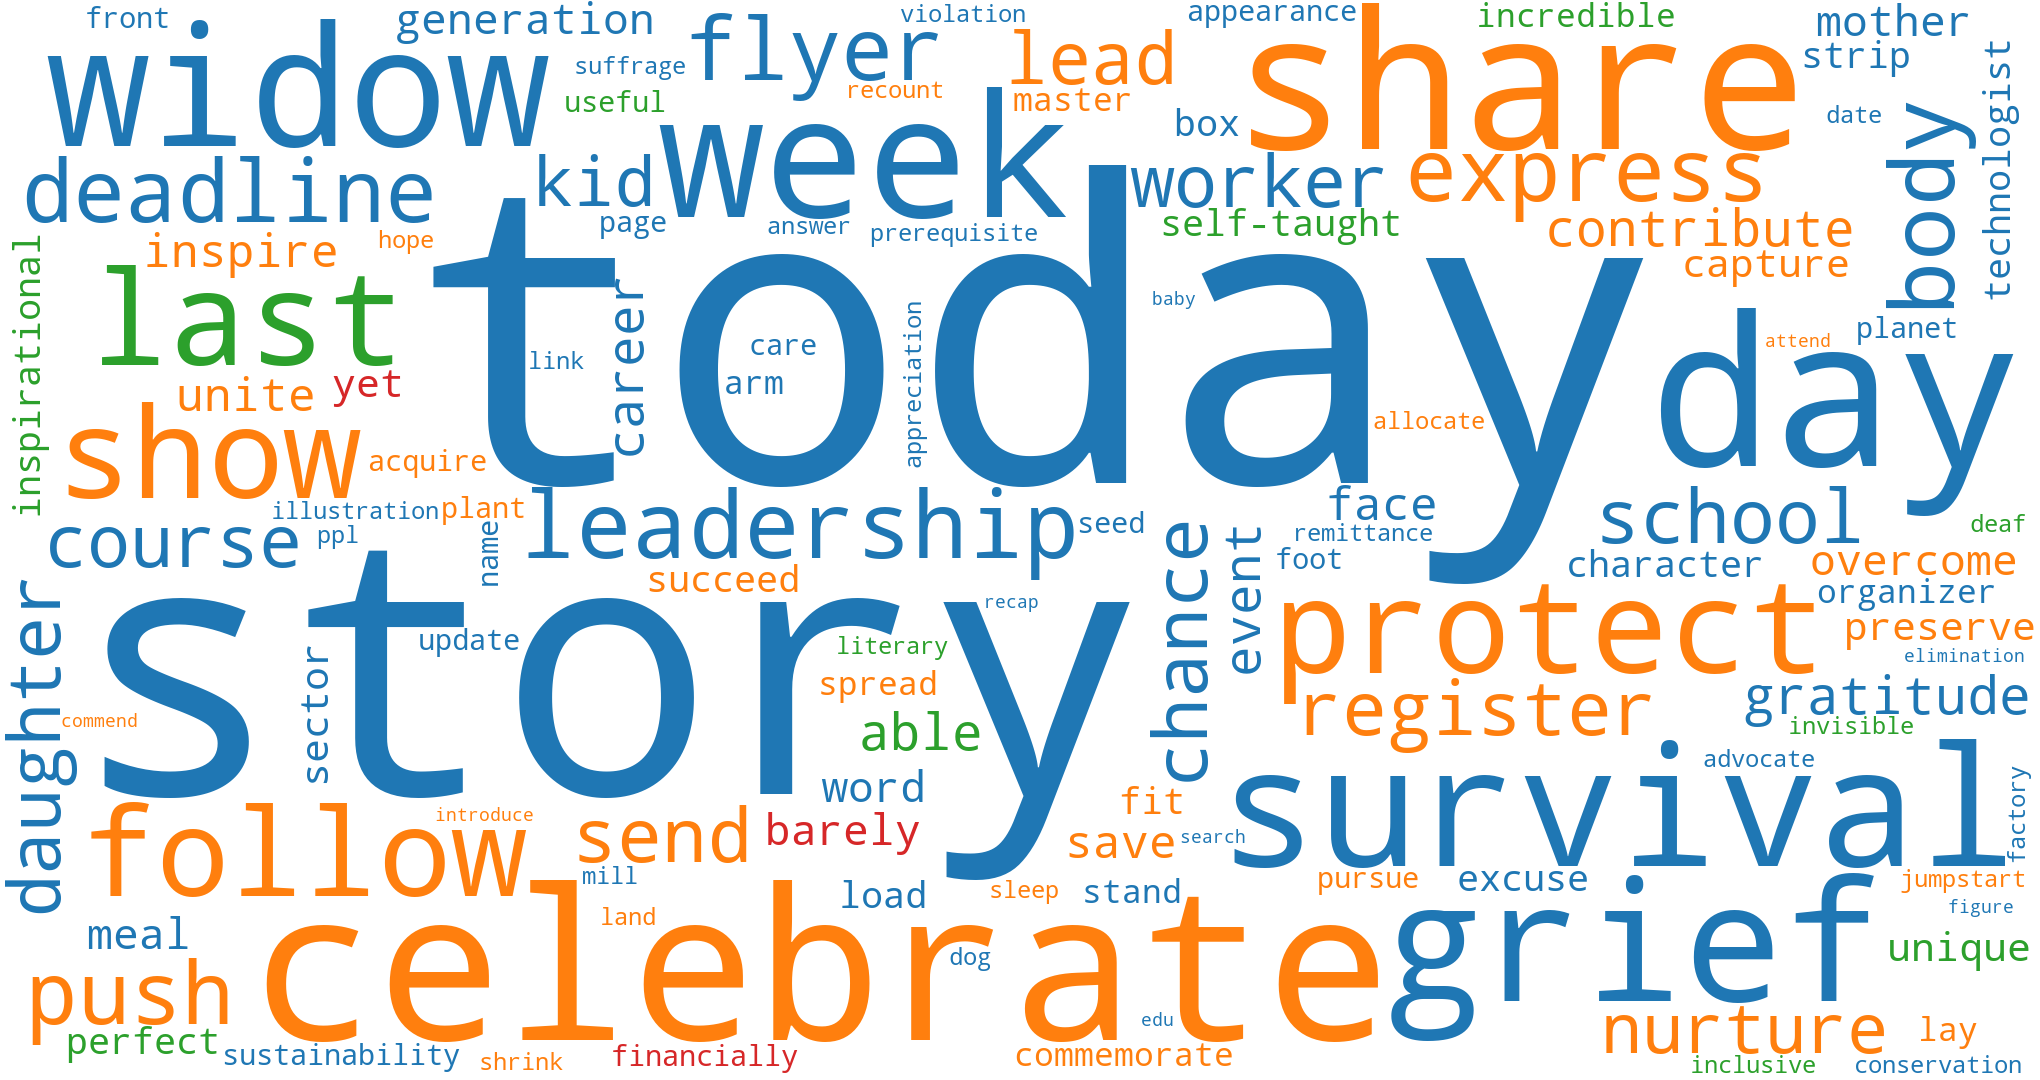 front
generation
violation
appearance
incredible
mother
widow
suffrage
flyer
lead
share
strip
technologist
useful
recount
master
box
date
deadline
kid
week
worker
express
body
page
answer
prerequisite
self-taught
contribute
inspirational
inspire
hope
capture
last
today
baby
planet
career
link
care
arm
appreciation
attend
day
unite
yet
show
acquire
allocate
illustration
plant
leadership
seed
face
school
deaf
course
ppl
name
remittance
foot
character
overcome
succeed
chance
event
organizer
daughter
story
recap
protect
preserve
sector
update
literary
elimination
commend
spread
register
gratitude
able
invisible
word
survival
advocate
factory
follow
introduce
send
barely
fit
save
search
mill
load
sleep
stand
pursue
excuse
jumpstart
meal
land
celebrate
grief
figure
push
dog
unique
perfect
edu
nurture
lay
sustainability
shrink
financially
commemorate
inclusive
conservation